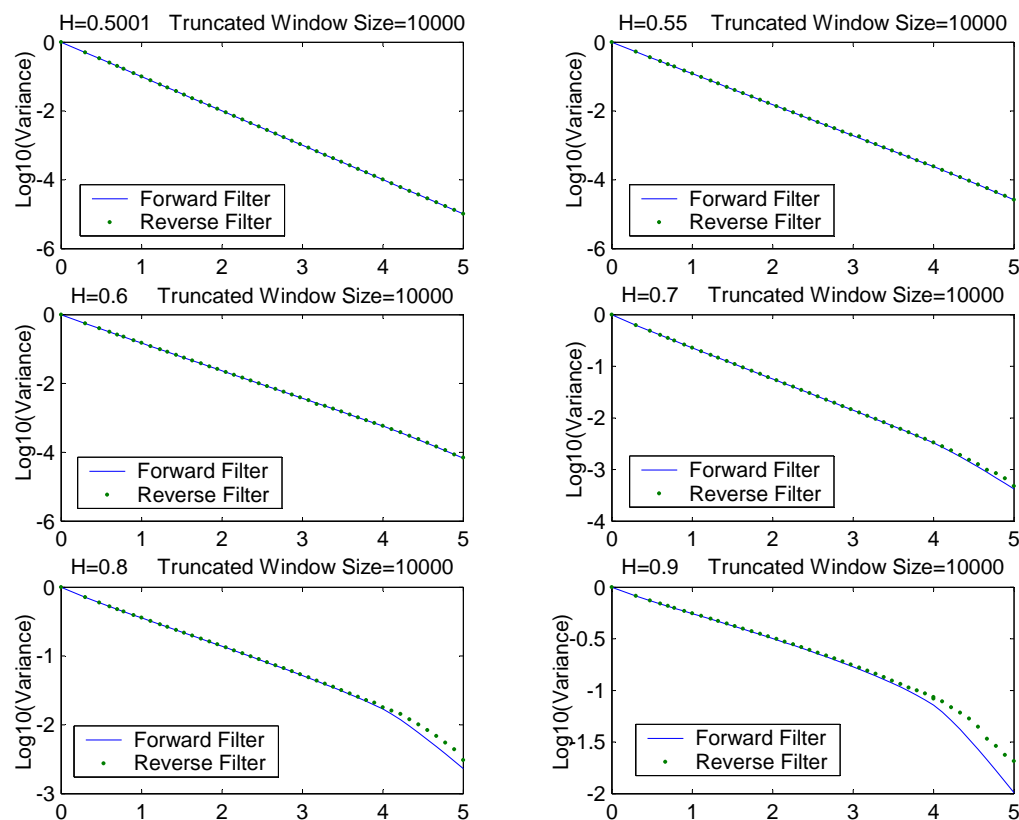 H=0.5001 Truncated Window Size=10000
Log10(Variance)
0
-2
-4
-6
Forward Filter
Reverse Filter
0 1 2 3 4 5
H=0.55 Truncated Window Size=10000
Log10(Variance)
0
-2
-4
-6
Forward Filter
Reverse Filter
0 1 2 3 4 5
H=0.6 Truncated Window Size=10000
Log10(Variance)
0
-2
-4
-6
Forward Filter
Reverse Filter
0 1 2 3 4 5
H=0.7 Truncated Window Size=10000
Log10(Variance)
0
-1
-2
-3
-4
Forward Filter
Reverse Filter
0 1 2 3 4 5
H=0.8 Truncated Window Size=10000
Log10(Variance)
0
-1
-2
-3
Forward Filter
Reverse Filter
0 1 2 3 4 5
H=0.9 Truncated Window Size=10000
Log10(Variance)
0
-0.5
-1
-1.5
-2
Forward Filter
Reverse Filter
0 1 2 3 4 5